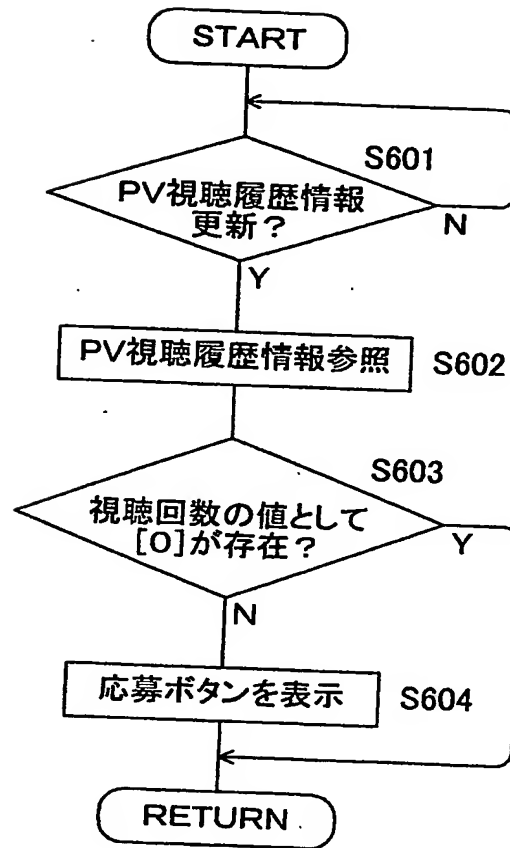 START
S601
PV視聴履歴情報
更新？
N
Y
PV視聴履歴情報参照
S602
S603
視聴回数の値として
[0]が存在？
Y
N
応募ボタンを表示
S604
RETURN